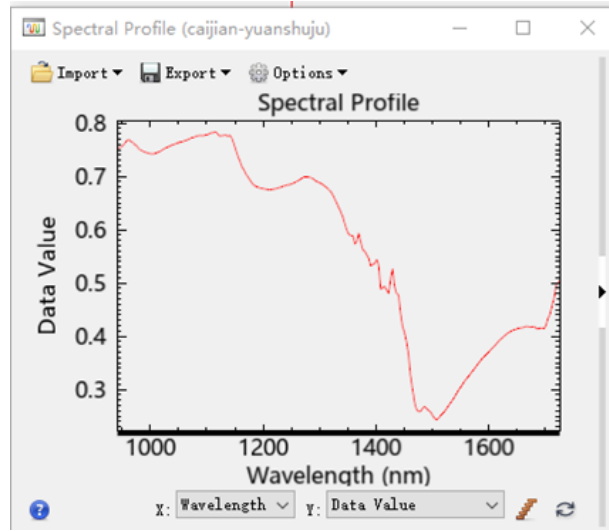 Spectral Profile (caijian-yuanshuju)
Import Export Options
Spectral Profile
0.8
0.7
0.6
0.5
0.4
0.3
Data Value
1000 1200 1400 1600
Wavelength (nm)
X: Wavelength Y: Data Value